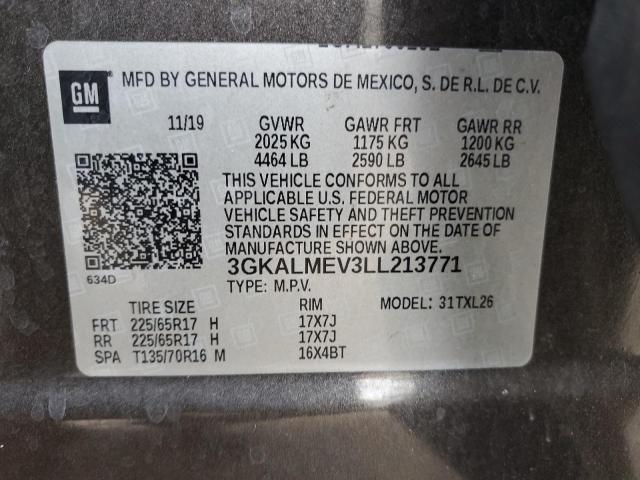 GM
MFD BY GENERAL MOTORS DE MEXICO, S. DE R.L. DE C.V.
11/19 GVWR GAWR FRT GAWR RR
2025 KG 1175 KG 1200 KG
4464 LB 2590 LB 2645 LB
THIS VEHICLE CONFORMS TO ALL
APPLICABLE U.S. FEDERAL MOTOR
VEHICLE SAFETY AND THEFT PREVENTION
STANDARDS IN EFFECT ON THE DATE OF
MANUFACTURE SHOWN ABOVE.
634D 3GKALMEV3LL213771
TYPE: M.P.V.
TIRE SIZE RIM MODEL: 31TXL26
FRT 225/65R17 H 17X7J
RR 225/65R17 H 17X7J
SPA T135/70R16 M 16X4BT